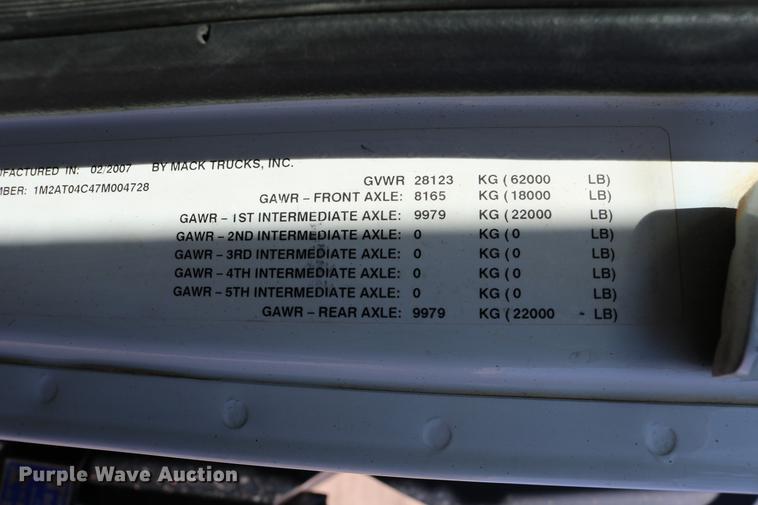 NUFACTURED IN: 02/2007 BY MACK TRUCKS, INC.
MBER: 1M2AT04C47M004728
GVWR 28123 KG ( 62000 LB)
GAWR – FRONT AXLE: 8165 KG ( 18000 LB)
GAWR – 1ST INTERMEDIATE AXLE: 9979 KG ( 22000 LB)
GAWR – 2ND INTERMEDIATE AXLE: 0 KG ( 0 LB)
GAWR – 3RD INTERMEDIATE AXLE: 0 KG ( 0 LB)
GAWR – 4TH INTERMEDIATE AXLE: 0 KG ( 0 LB)
GAWR – 5TH INTERMEDIATE AXLE: 0 KG ( 0 LB)
GAWR – REAR AXLE: 9979 KG ( 22000 LB)
Purple Wave Auction